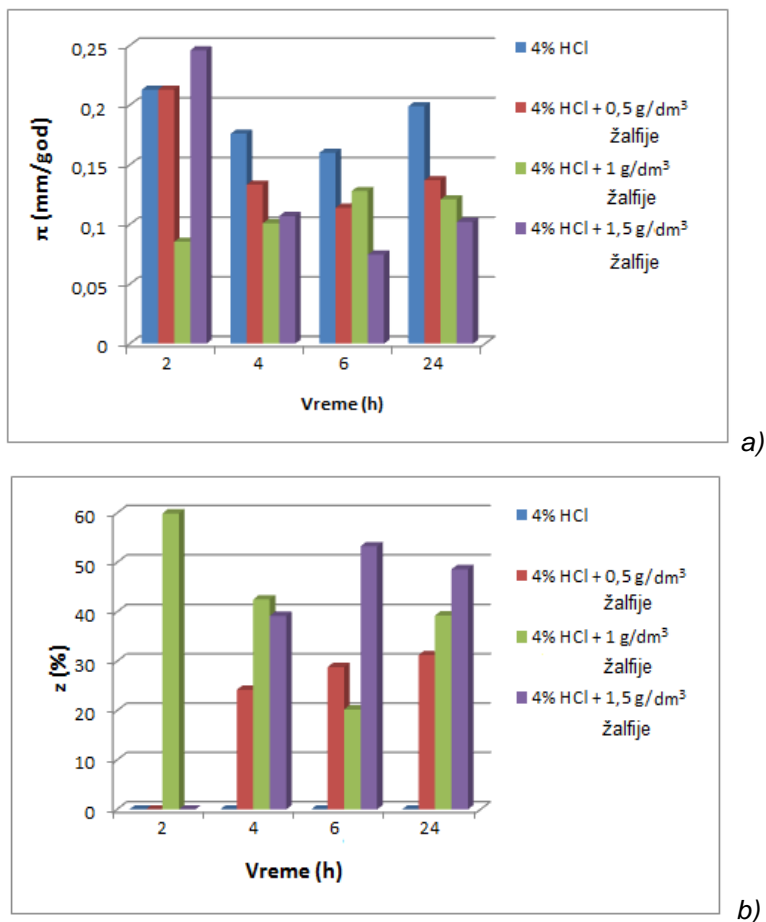 0,25
0,2
0,15
0,1
0,05
0
π (mm/god)
2 4 6 24
Vreme (h)
4% HCl
4% HCl + 0,5 g/dm³
žalfije
4% HCl + 1 g/dm³
žalfije
4% HCl + 1,5 g/dm³
žalfije
a)
60
50
40
30
20
10
0
z (%)
2 4 6 24
Vreme (h)
4% HCl
4% HCl + 0,5 g/dm³
žalfije
4% HCl + 1 g/dm³
žalfije
4% HCl + 1,5 g/dm³
žalfije
b)